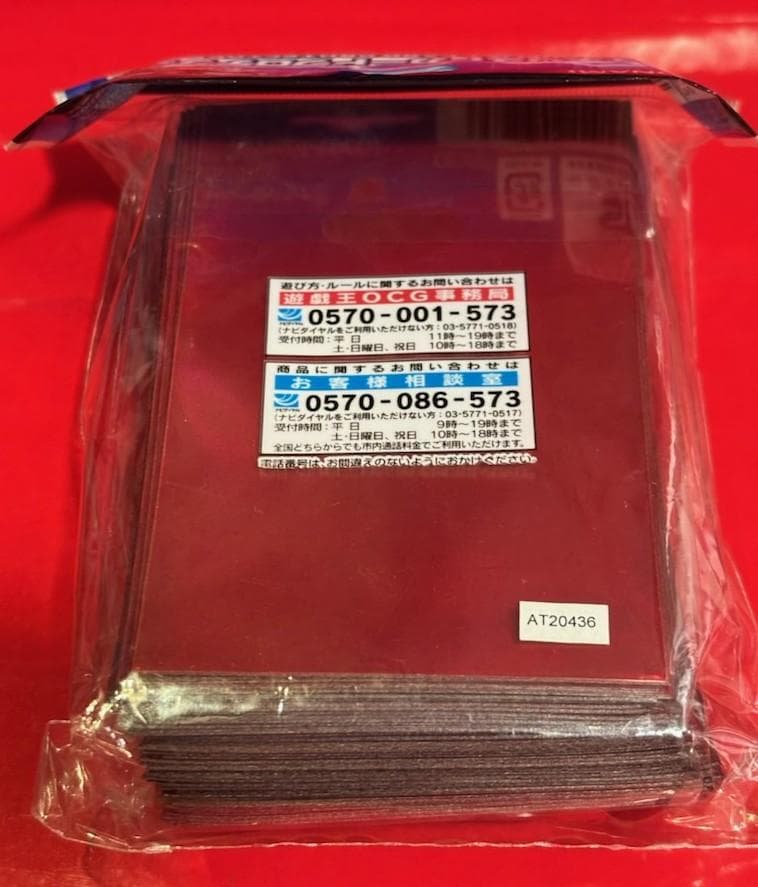 遊び方・ルールに関するお問い合わせは
遊戯王OCG事務局
0570-001-573
(ナビダイヤルをご利用いただけない方：03-5771-0518)
受付時間：平日 11時～19時まで
土・日曜日、祝日 10時～18時まで
商品に関するお問い合わせは
お客様相談室
0570-086-573
(ナビダイヤルをご利用いただけない方：03-5771-0517)
受付時間：平日 9時～19時まで
土・日曜日、祝日 10時～18時まで
全国どちらからでも市内通話料金でご利用いただけます。
電話番号は、お間違えのないようにおかけください。
AT20436